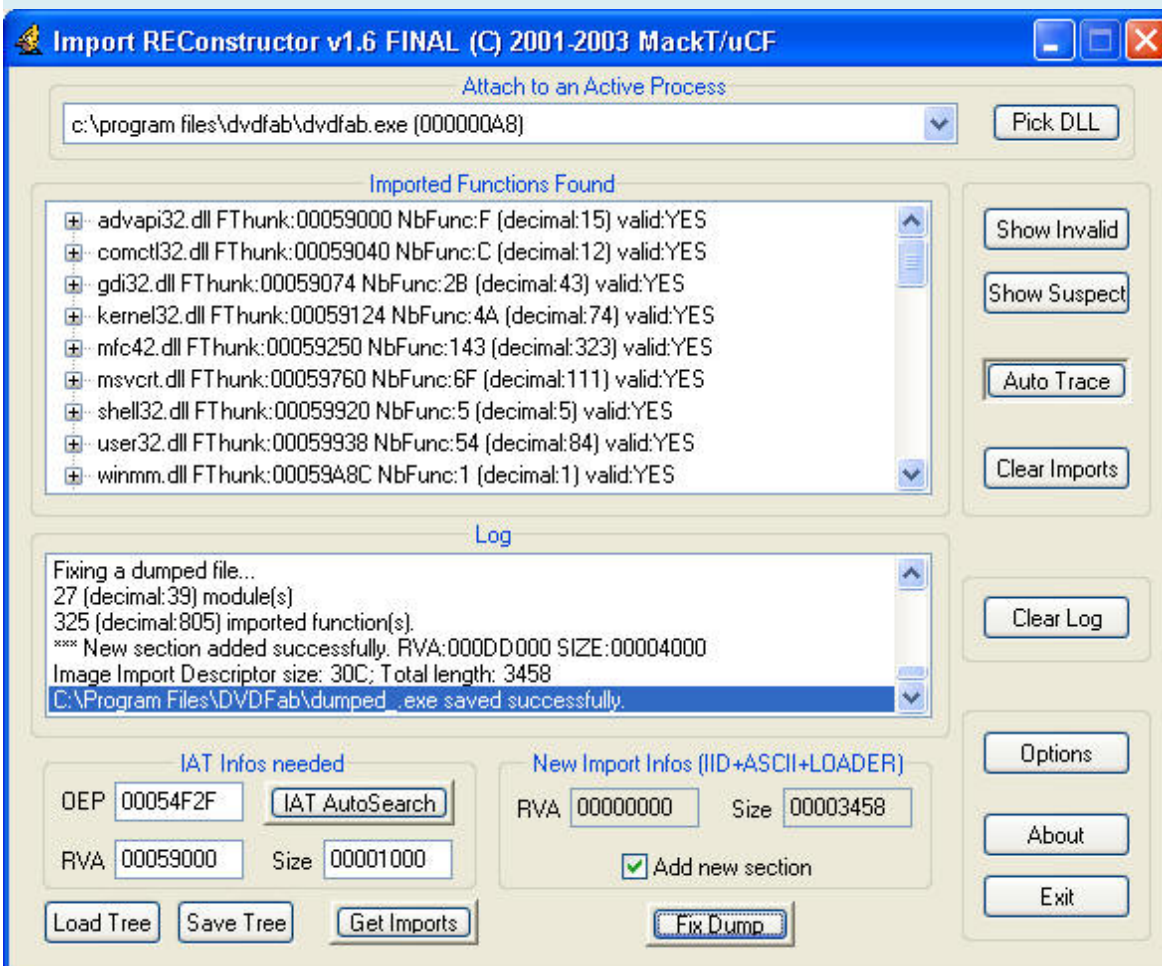 Import REConstructor v1.6 FINAL (C) 2001-2003 MackT/uCF
Attach to an Active Process
c:\program files\dvdfab\dvdfab.exe (000000A8)
Pick DLL
Imported Functions Found
advapi32.dll FThunk:00059000 NbFunc:F (decimal:15) valid:YES
comctl32.dll FThunk:00059040 NbFunc:C (decimal:12) valid:YES
gdi32.dll FThunk:00059074 NbFunc:2B (decimal:43) valid:YES
kernel32.dll FThunk:00059124 NbFunc:4A (decimal:74) valid:YES
mfc42.dll FThunk:00059250 NbFunc:143 (decimal:323) valid:YES
msvcrt.dll FThunk:00059760 NbFunc:6F (decimal:111) valid:YES
shell32.dll FThunk:00059920 NbFunc:5 (decimal:5) valid:YES
user32.dll FThunk:00059938 NbFunc:54 (decimal:84) valid:YES
winmm.dll FThunk:00059A8C NbFunc:1 (decimal:1) valid:YES
Show Invalid
Show Suspect
Auto Trace
Clear Imports
Log
Fixing a dumped file...
27 (decimal:39) module(s)
325 (decimal:805) imported function(s).
*** New section added successfully. RVA:000DD000 SIZE:00004000
Image Import Descriptor size: 30C; Total length: 3458
C:\Program Files\DVDFab\dumped_.exe saved successfully.
Clear Log
IAT Infos needed
OEP 00054F2F IAT AutoSearch
RVA 00059000 Size 00001000
New Import Infos (IID+ASCII+LOADER)
RVA 00000000 Size 00003458
Add new section
Options
About
Exit
Load Tree Save Tree Get Imports Fix Dump